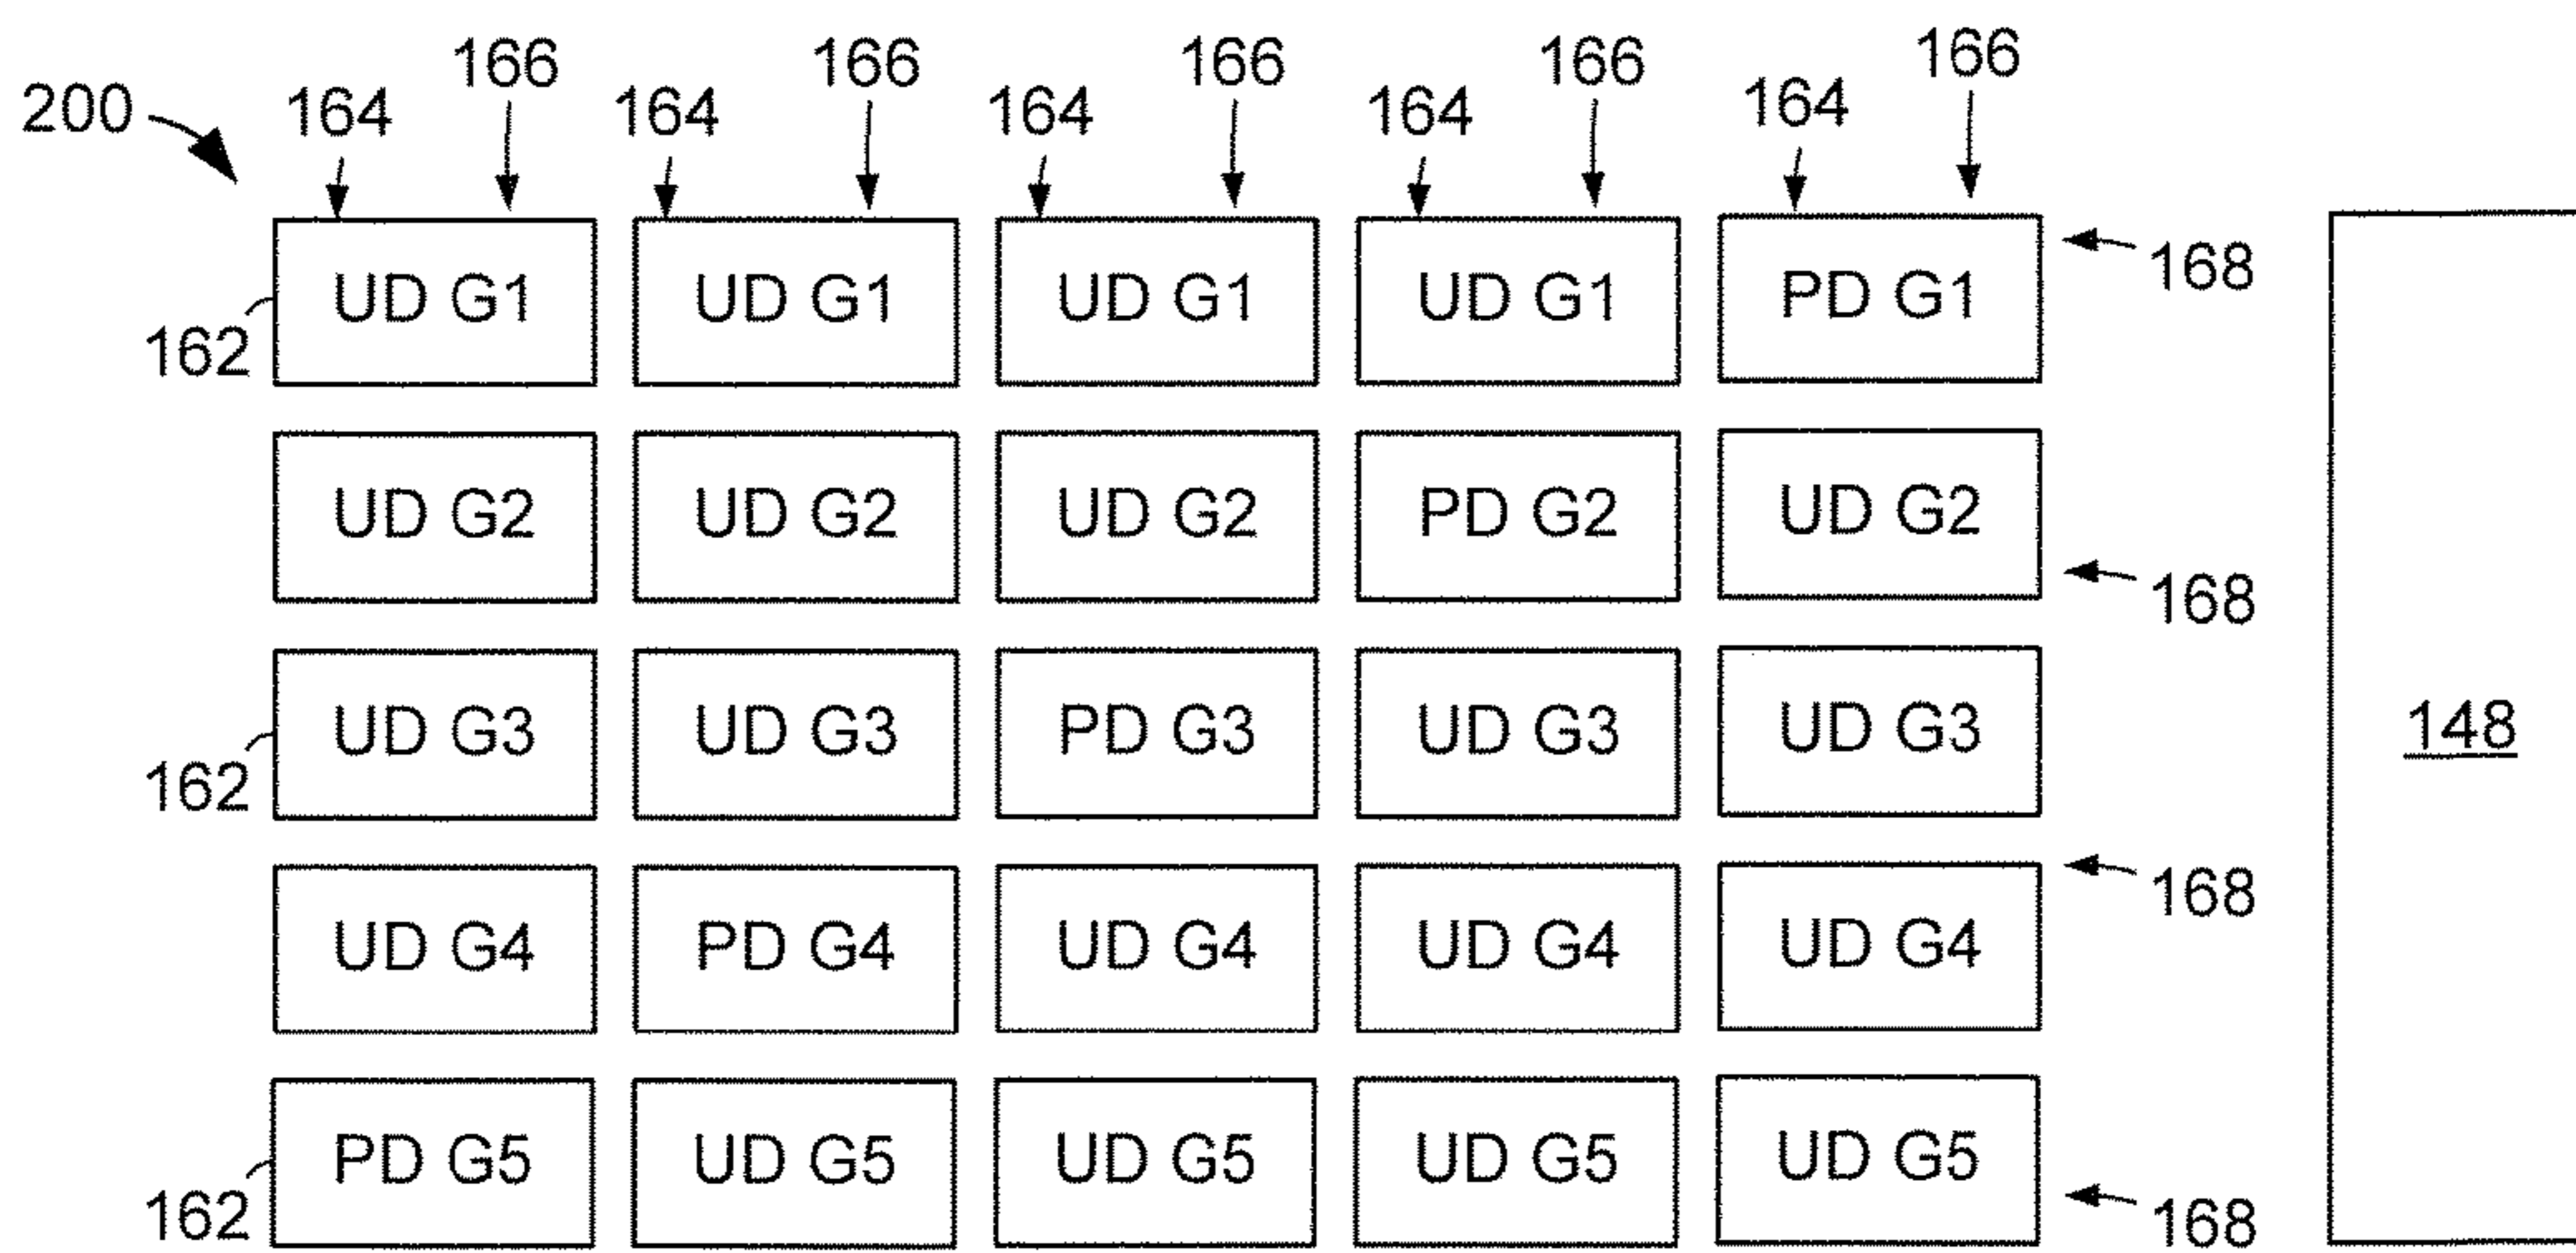 166 166 166 166 166
200 164 164 164 164 164
UD G1 UD G1 UD G1 UD G1 PD G1 168
162
UD G2 UD G2 UD G2 PD G2 UD G2
168
UD G3 UD G3 PD G3 UD G3 UD G3 148
162
168
UD G4 PD G4 UD G4 UD G4 UD G4
PD G5 UD G5 UD G5 UD G5 UD G5
162 168